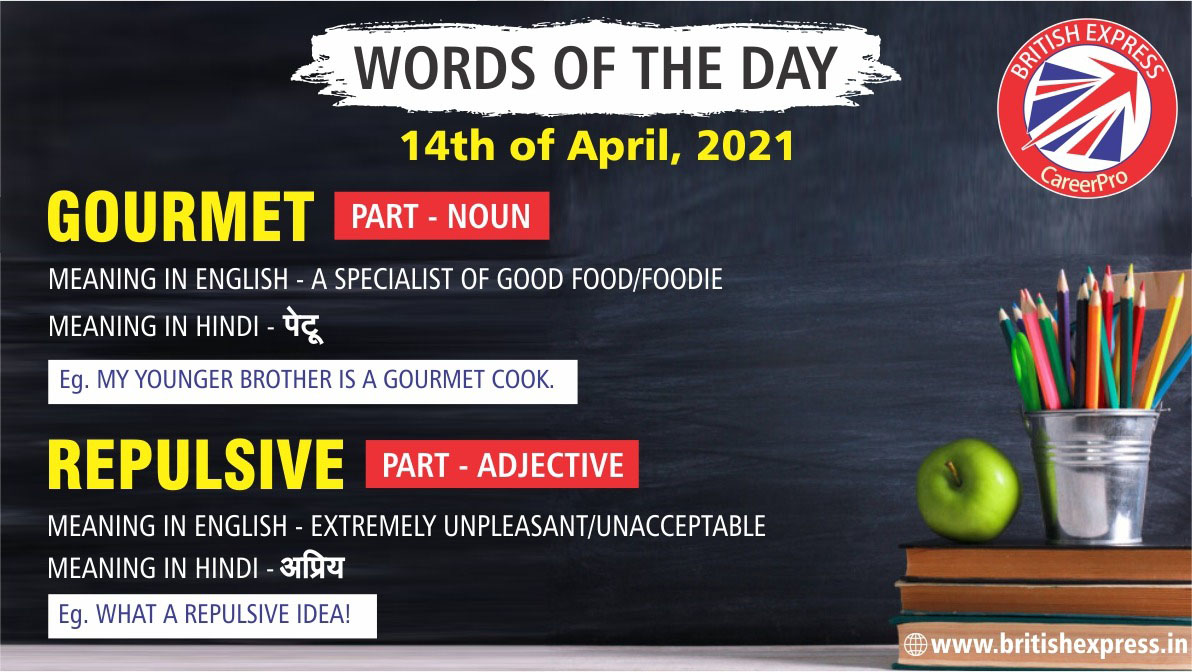 WORDS OF THE DAY
BRITISH EXPRESS
CareerPro
14th of April, 2021
GOURMET PART - NOUN
MEANING IN ENGLISH - A SPECIALIST OF GOOD FOOD/FOODIE
MEANING IN HINDI - पेटू
Eg. MY YOUNGER BROTHER IS A GOURMET COOK.
REPULSIVE PART - ADJECTIVE
MEANING IN ENGLISH - EXTREMELY UNPLEASANT/UNACCEPTABLE
MEANING IN HINDI - अप्रिय
Eg. WHAT A REPULSIVE IDEA!
www.britishexpress.in